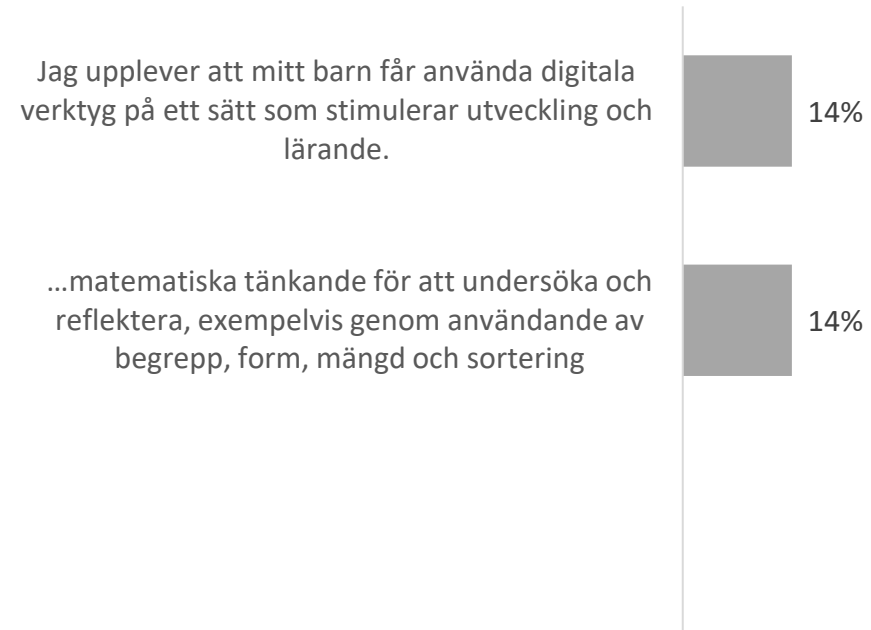 Jag upplever att mitt barn får använda digitala
verktyg på ett sätt som stimulerar utveckling och
lärande.
14%
…matematiska tänkande för att undersöka och
reflektera, exempelvis genom användande av
begrepp, form, mängd och sortering
14%